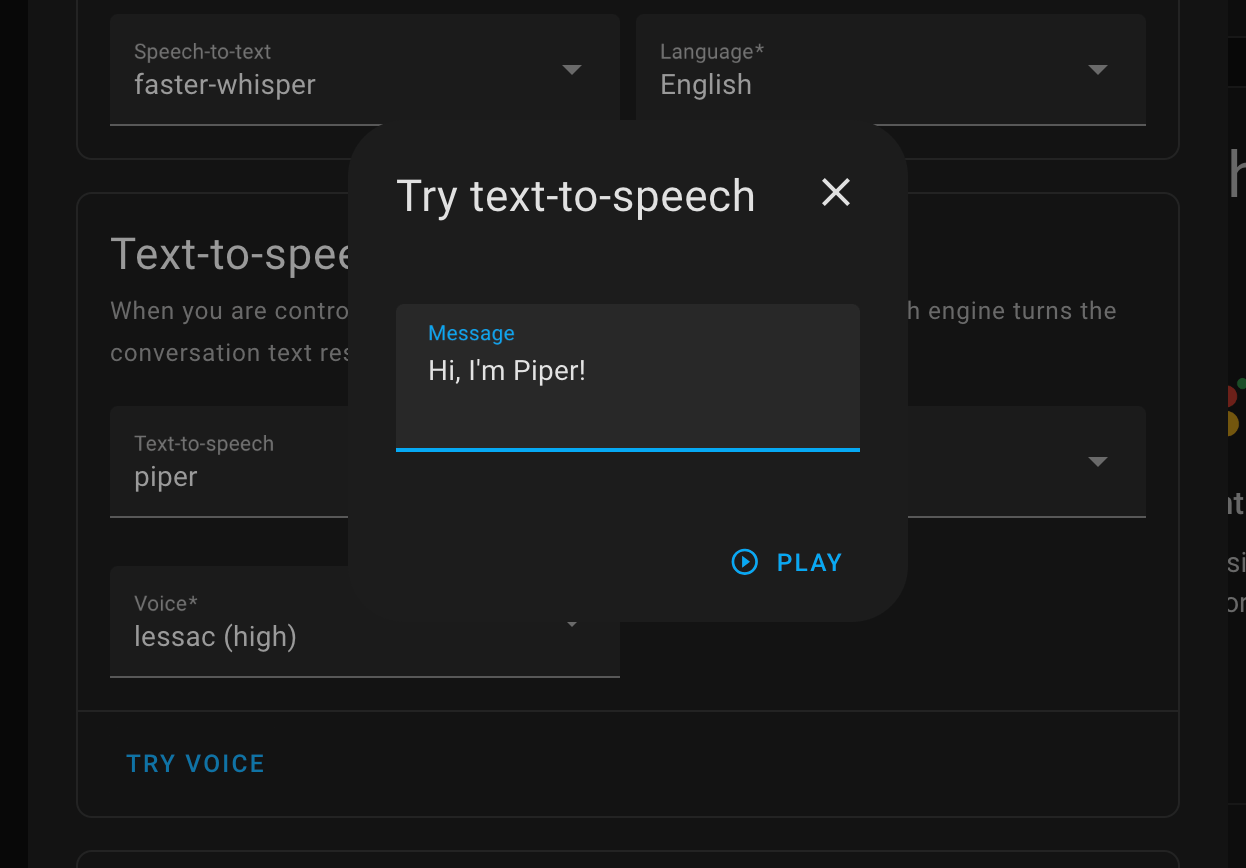 Speech-to-text
faster-whisper
Language*
English
Try text-to-speech
Text-to-spee
When you are contro
h engine turns the
conversation text res
Message
Hi, I'm Piper!
Text-to-speech
piper
PLAY
Voice*
lessac (high)
TRY VOICE